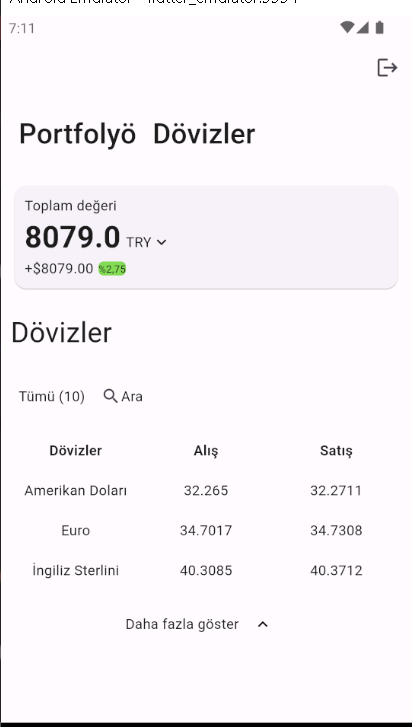 Android Emulator - flutter_emulator:5554
7:11
Portfolyö Dövizler
Toplam değeri
8079.0 TRY
+$8079.00 %2,75
Dövizler
Tümü (10) Ara
Dövizler Alış Satış
Amerikan Doları 32.265 32.2711
Euro 34.7017 34.7308
İngiliz Sterlini 40.3085 40.3712
Daha fazla göster